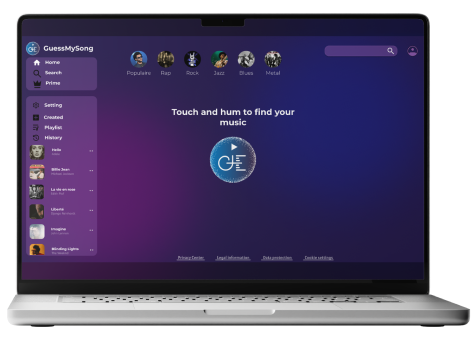 GuessMySong
Home
Search
Prime
Setting
Created
Playlist
History
Hello
Billie Jean
La vie en rose
Liberté
Imagine
Blinding Lights
Populaire
Rap
Rock
Jazz
Blues
Metal
Touch and hum to find your
music
Privacy Center
Legal information
Data protection
Cookie settings